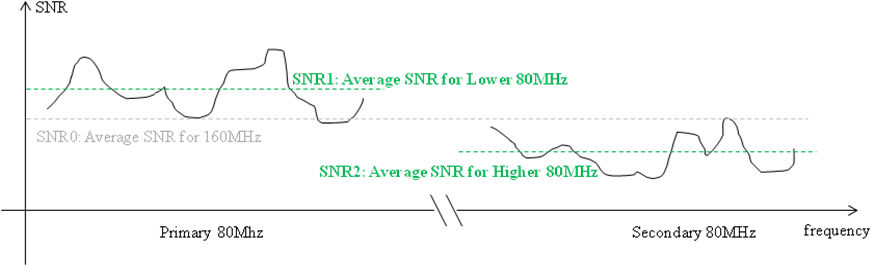 SNR
SNR1: Average SNR for Lower 80MHz
SNR0: Average SNR for 160MHz
SNR2: Average SNR for Higher 80MHz
Primary 80Mhz
Secondary 80MHz
frequency